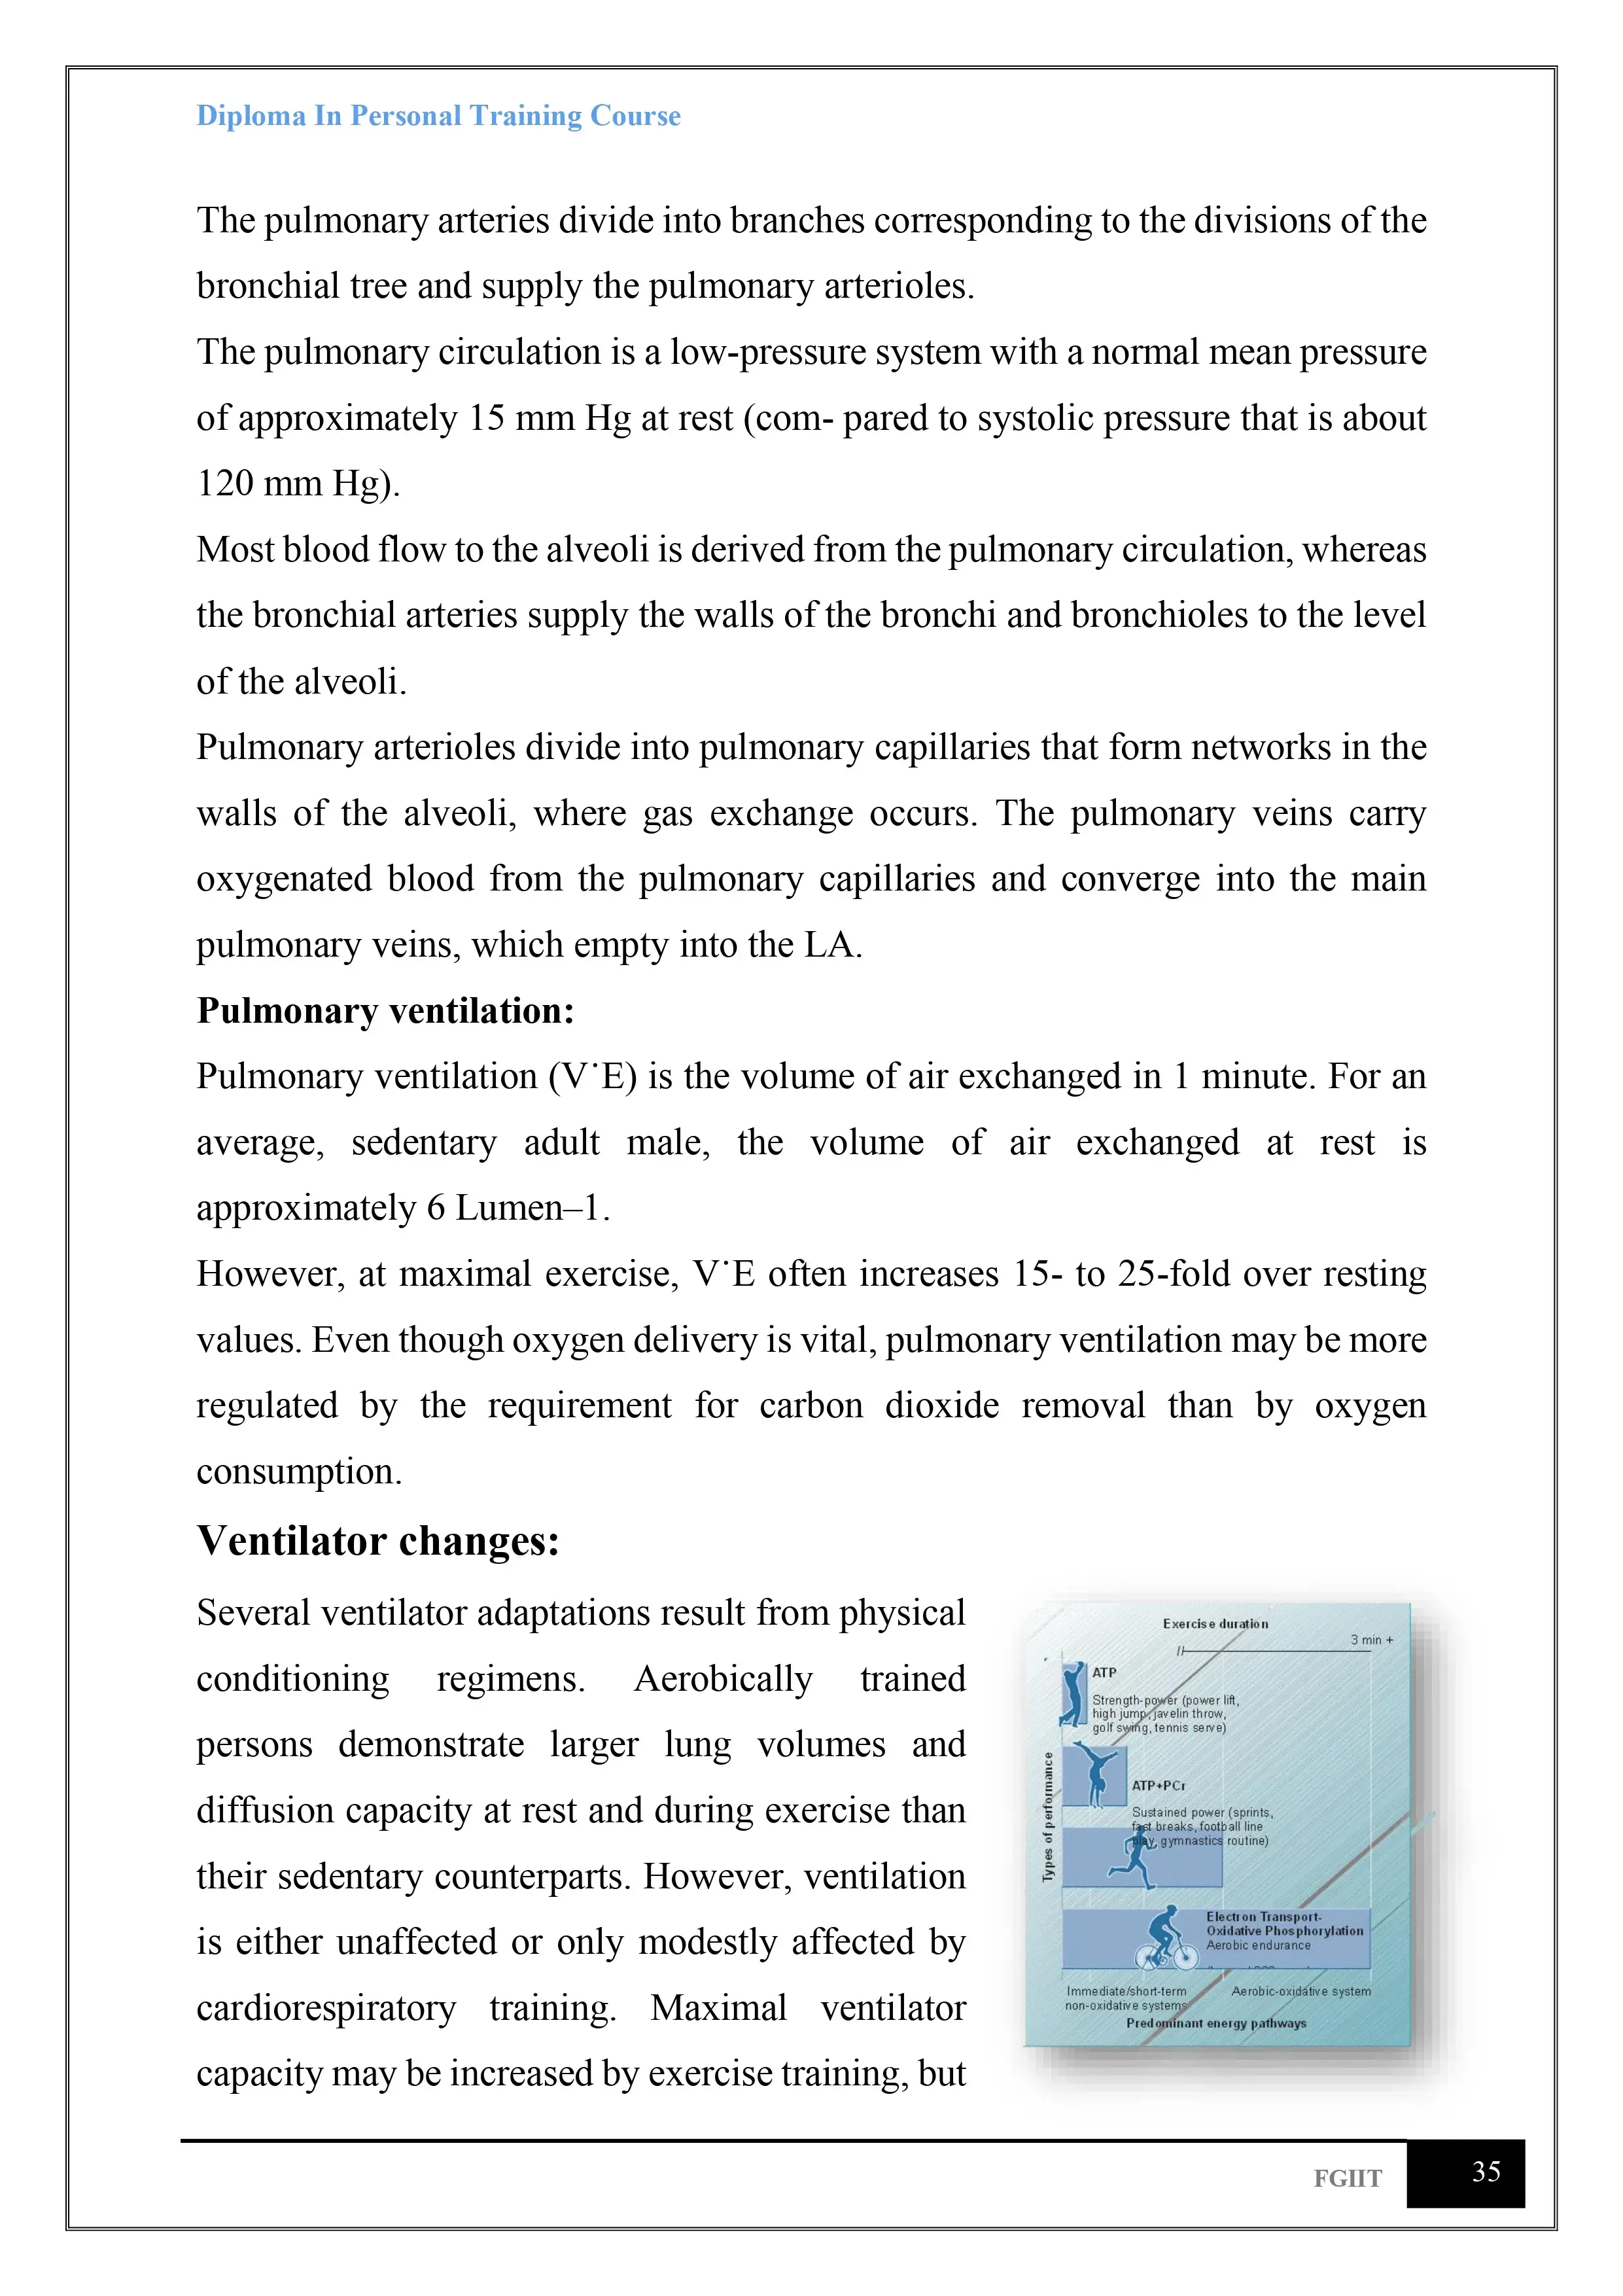 Diploma In Personal Training Course
The pulmonary arteries divide into branches corresponding to the divisions of the
bronchial tree and supply the pulmonary arterioles.
The pulmonary circulation is a low-pressure system with a normal mean pressure
of approximately 15 mm Hg at rest (com- pared to systolic pressure that is about
120 mm Hg).
Most blood flow to the alveoli is derived from the pulmonary circulation, whereas
the bronchial arteries supply the walls of the bronchi and bronchioles to the level
of the alveoli.
Pulmonary arterioles divide into pulmonary capillaries that form networks in the
walls of the alveoli, where gas exchange occurs. The pulmonary veins carry
oxygenated blood from the pulmonary capillaries and converge into the main
pulmonary veins, which empty into the LA.
Pulmonary ventilation:
Pulmonary ventilation (V˙E) is the volume of air exchanged in 1 minute. For an
average, sedentary adult male, the volume of air exchanged at rest is
approximately 6 Lumen–1.
However, at maximal exercise, V˙E often increases 15- to 25-fold over resting
values. Even though oxygen delivery is vital, pulmonary ventilation may be more
regulated by the requirement for carbon dioxide removal than by oxygen
consumption.
Ventilator changes:
Several ventilator adaptations result from physical
conditioning regimens. Aerobically trained
persons demonstrate larger lung volumes and
diffusion capacity at rest and during exercise than
their sedentary counterparts. However, ventilation
is either unaffected or only modestly affected by
cardiorespiratory training. Maximal ventilator
capacity may be increased by exercise training, but
Exercise duration
3 min +
ATP
Strength-power (power lift,
high jump, javelin throw,
golf swing, tennis serve)
Types of performance
ATP+PCr
Sustained power (sprints,
fast breaks, football line
play, gymnastics routine)
Electron Transport-
Oxidative Phosphorylation
Aerobic endurance
Immediate/short-term
non-oxidative systems
Aerobic-oxidative system
Predominant energy pathways
FGIIT
35